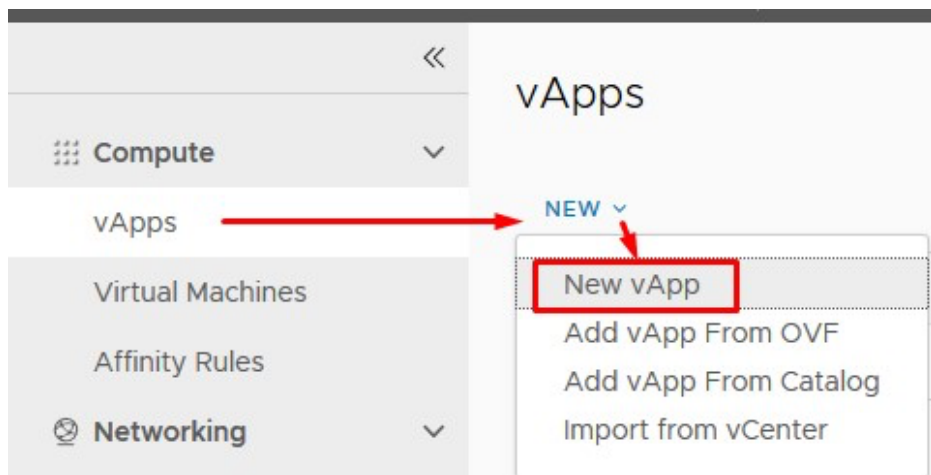 vApps
Compute
NEW
vApps
New vApp
Virtual Machines
Add vApp From OVF
Affinity Rules
Add vApp From Catalog
Networking
Import from vCenter